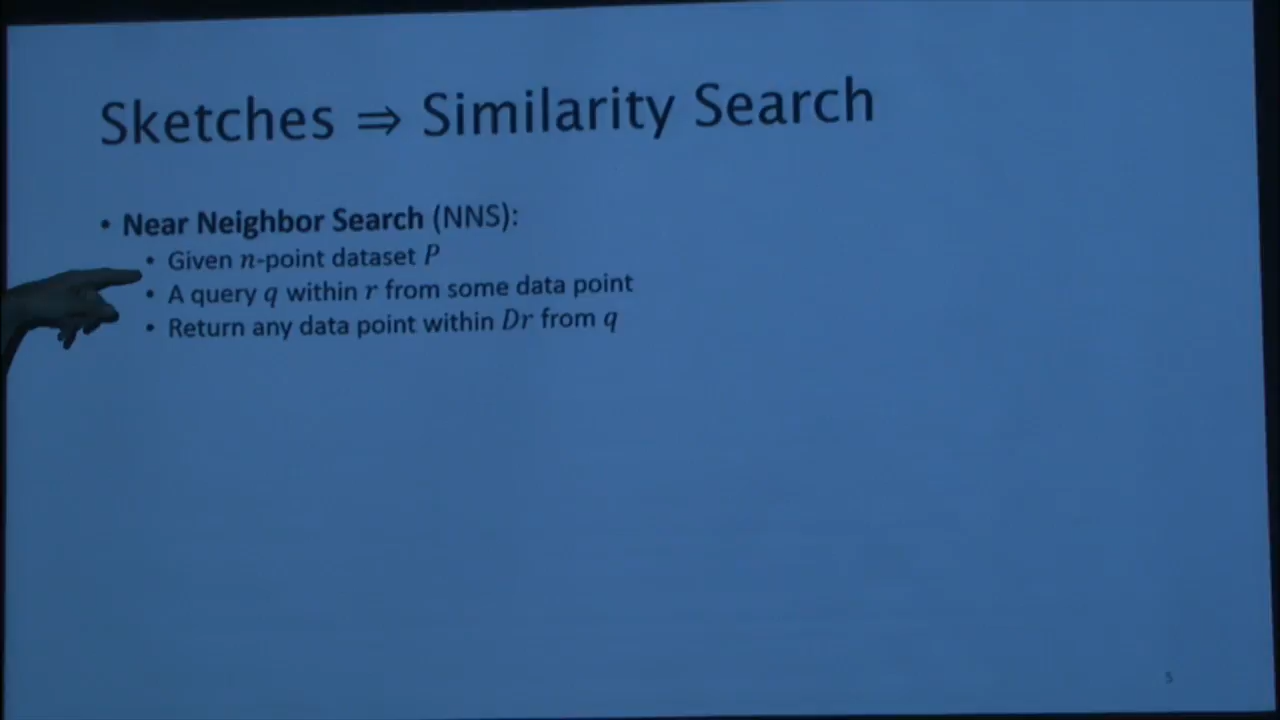 Sketches ⇒ Similarity Search
• Near Neighbor Search (NNS):
• Given n-point dataset P
• A query q within r from some data point
• Return any data point within Dr from q
5